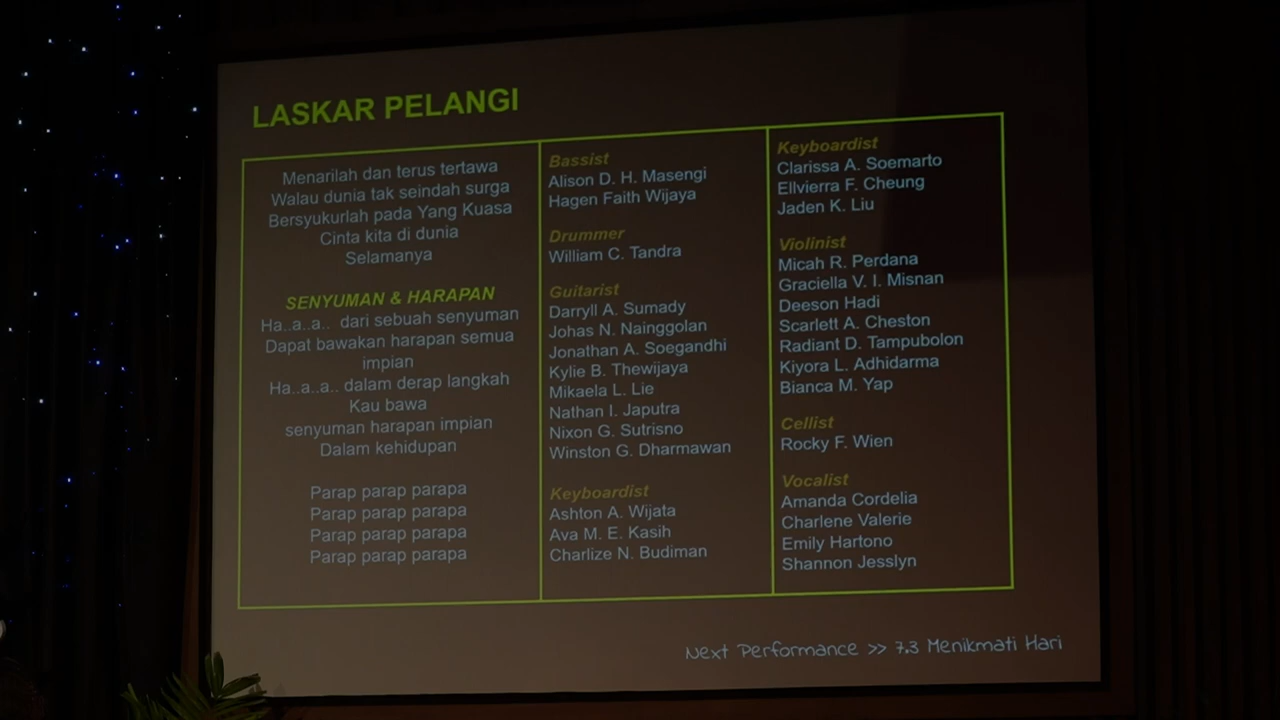 LASKAR PELANGI
Menarilah dan terus tertawa
Walau dunia tak seindah surga
Bersyukurlah pada Yang Kuasa
Cinta kita di dunia
Selamanya
SENYUMAN & HARAPAN
Ha..a..a.. dari sebuah senyuman
Dapat bawakan harapan semua
impian
Ha..a..a.. dalam derap langkah
Kau bawa
senyuman harapan impian
Dalam kehidupan
Parap parap parapa
Parap parap parapa
Parap parap parapa
Parap parap parapa
Bassist
Alison D. H. Masengi
Hagen Faith Wijaya
Drummer
William C. Tandra
Guitarist
Darryll A. Sumady
Johas N. Nainggolan
Jonathan A. Soegandhi
Kylie B. Thewijaya
Mikaela L. Lie
Nathan I. Japutra
Nixon G. Sutrisno
Winston G. Dharmawan
Keyboardist
Ashton A. Wijata
Ava M. E. Kasih
Charlize N. Budiman
Keyboardist
Clarissa A. Soemarto
Ellvierra F. Cheung
Jaden K. Liu
Violinist
Micah R. Perdana
Graciella V. I. Misnan
Deeson Hadi
Scarlett A. Cheston
Radiant D. Tampubolon
Kiyora L. Adhidarma
Bianca M. Yap
Cellist
Rocky F. Wien
Vocalist
Amanda Cordelia
Charlene Valerie
Emily Hartono
Shannon Jesslyn
Next Performance >> 7.3 Menikmati Hari